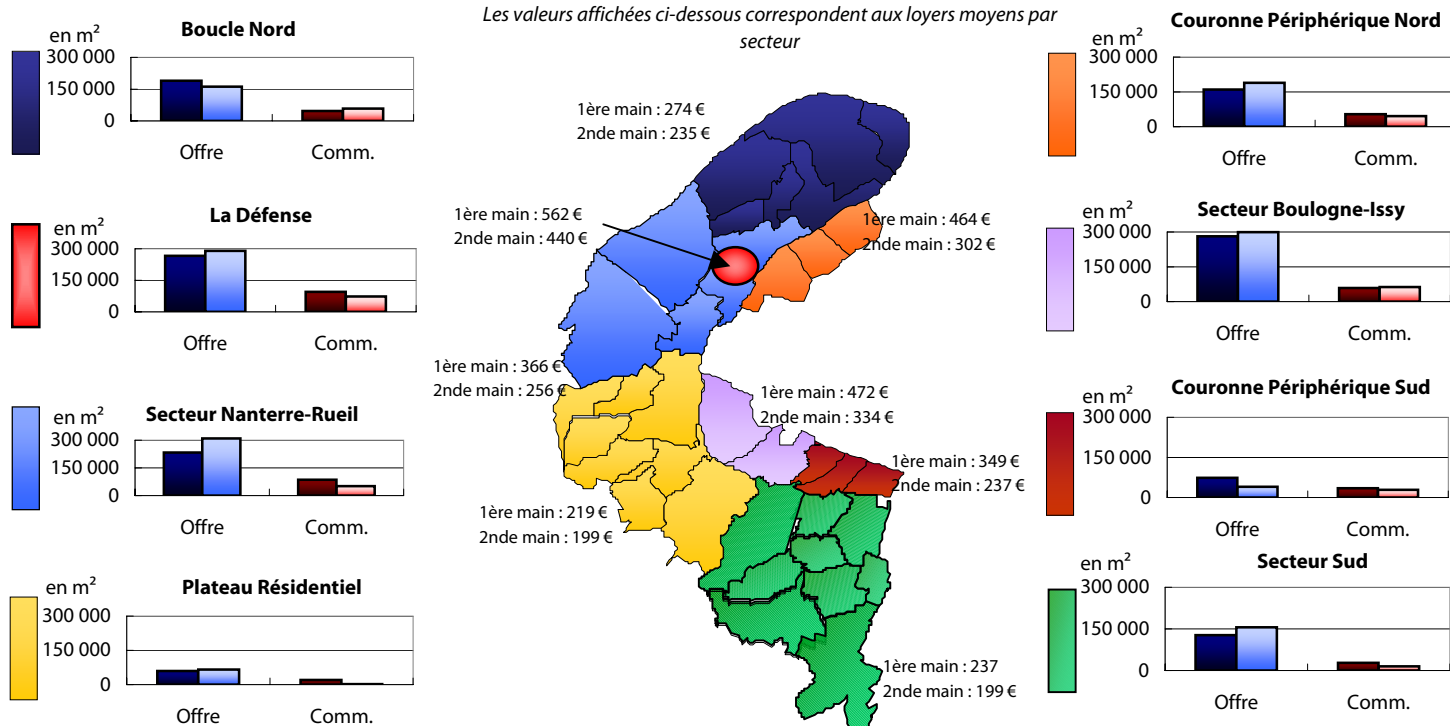 Les valeurs affichées ci-dessous correspondent aux loyers moyens par
secteur
Boucle Nord
en m²
300 000
150 000
0
Offre
Comm.
La Défense
300 000
150 000
0
Offre
Comm.
en m²
Secteur Nanterre-Rueil
300 000
150 000
0
Offre
Comm.
en m²
Plateau Résidentiel
300 000
150 000
0
Offre
Comm.
1ère main : 274 €
2nde main : 235 €
1ère main : 562 €
2nde main : 440 €
1ère main : 464 €
2nde main : 302 €
1ère main : 366 €
2nde main : 256 €
1ère main : 472 €
2nde main : 334 €
1ère main : 349 €
2nde main : 237 €
1ère main : 219 €
2nde main : 199 €
1ère main : 237
2nde main : 199 €
Couronne Périphérique Nord
en m²
300 000
150 000
0
Offre
Comm.
en m²
Secteur Boulogne-Issy
300 000
150 000
0
Offre
Comm.
Couronne Périphérique Sud
en m²
300 000
150 000
0
Offre
Comm.
Secteur Sud
en m²
300 000
150 000
0
Offre
Comm.